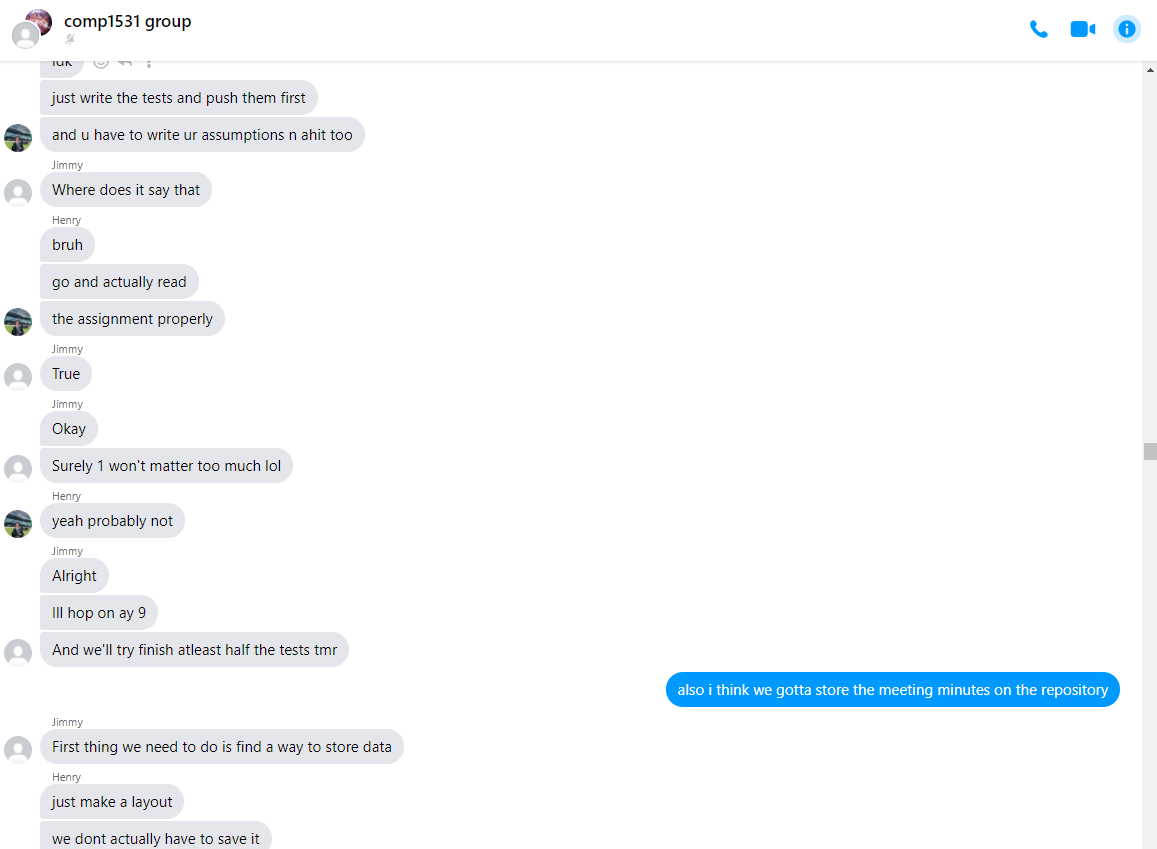 comp1531 group
idk
just write the tests and push them first
and u have to write ur assumptions n ahit too
Jimmy
Where does it say that
Henry
bruh
go and actually read
the assignment properly
Jimmy
True
Jimmy
Okay
Surely 1 won't matter too much lol
Henry
yeah probably not
Jimmy
Alright
Ill hop on ay 9
And we'll try finish atleast half the tests tmr
also i think we gotta store the meeting minutes on the repository
Jimmy
First thing we need to do is find a way to store data
Henry
just make a layout
we dont actually have to save it